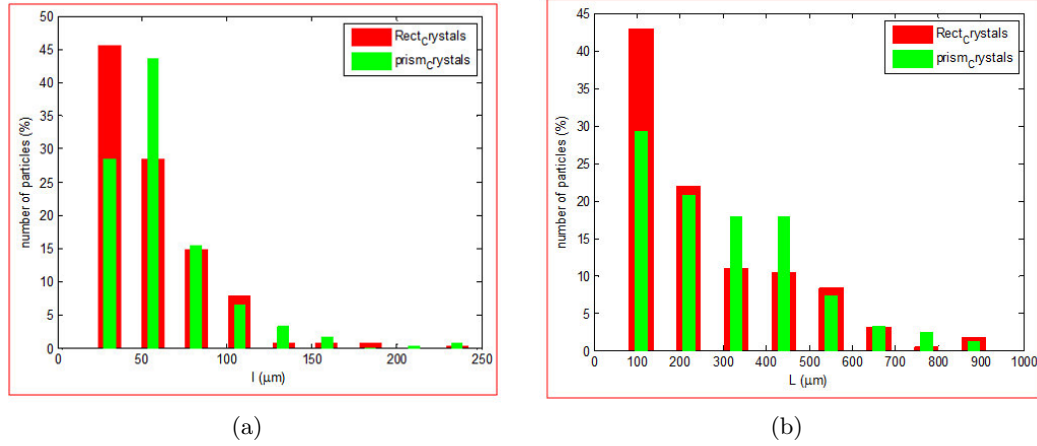 50
45
40
35
30
25
20
15
10
5
0
number of particles (%)
Rect_Crystals
prism_Crystals
0 50 100 150 200 250
l (μm)
(a)
45
40
35
30
25
20
15
10
5
0
number of particles (%)
Rect_Crystals
prism_Crystals
0 100 200 300 400 500 600 700 800 900 1000
L (μm)
(b)